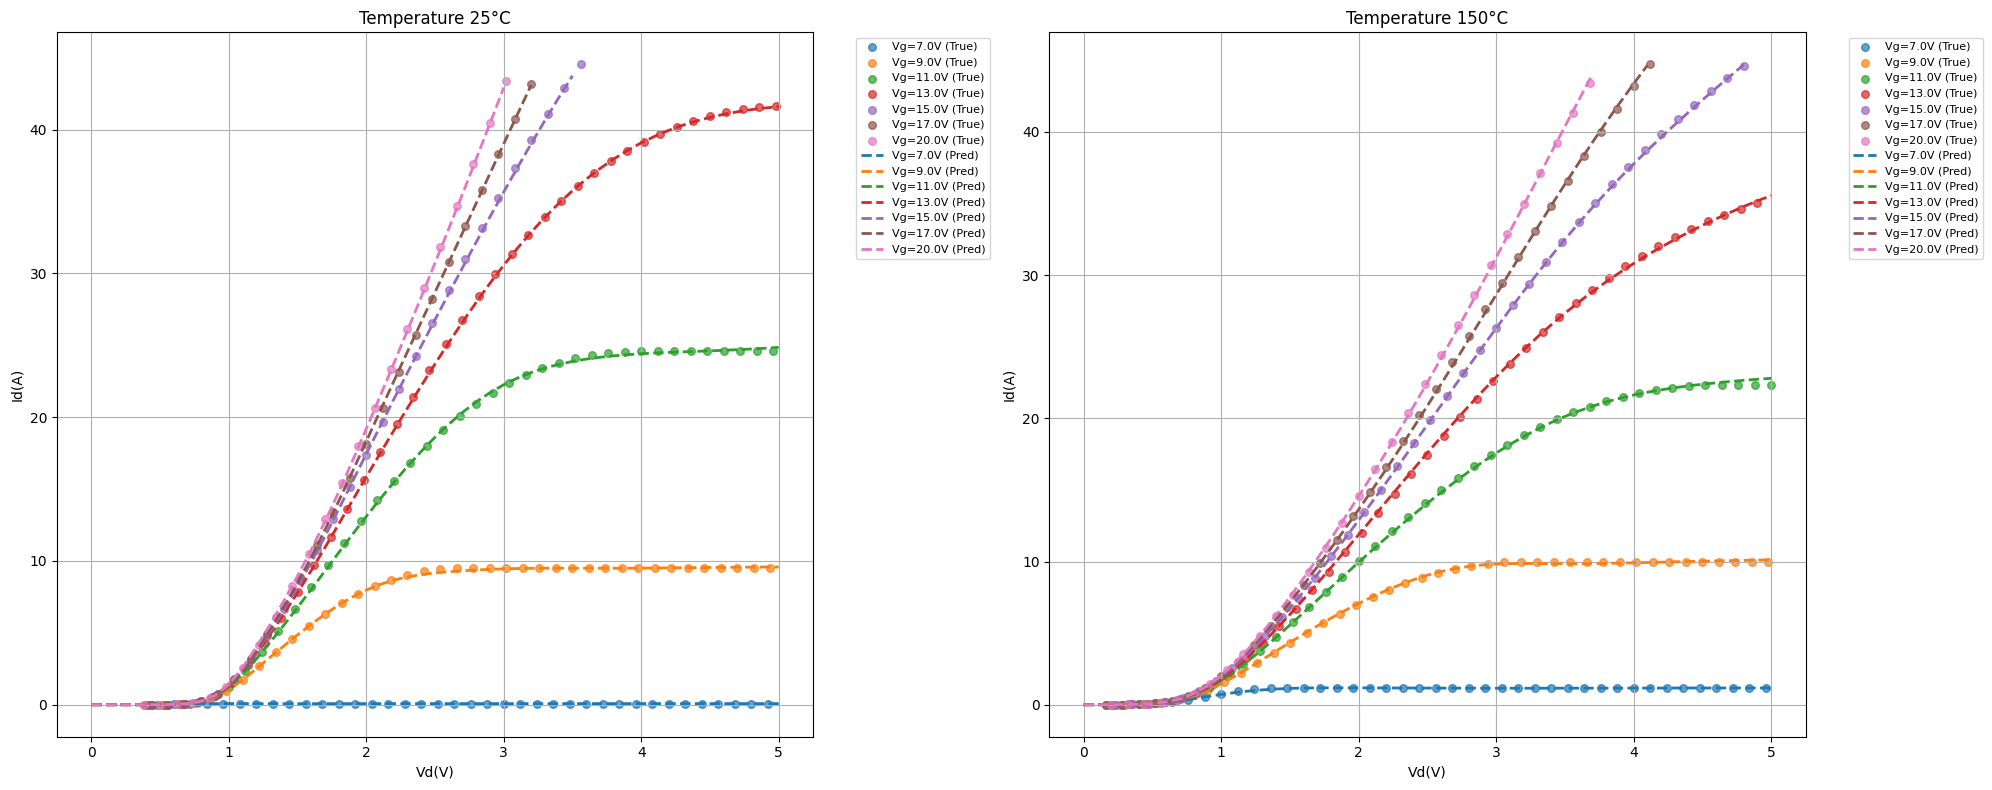 Temperature 25°C
Id(A)
40
30
20
10
0
0 1 2 3 4 5
Vd(V)
Vg=7.0V (True)
Vg=9.0V (True)
Vg=11.0V (True)
Vg=13.0V (True)
Vg=15.0V (True)
Vg=17.0V (True)
Vg=20.0V (True)
Vg=7.0V (Pred)
Vg=9.0V (Pred)
Vg=11.0V (Pred)
Vg=13.0V (Pred)
Vg=15.0V (Pred)
Vg=17.0V (Pred)
Vg=20.0V (Pred)
Temperature 150°C
Id(A)
40
30
20
10
0
0 1 2 3 4 5
Vd(V)
Vg=7.0V (True)
Vg=9.0V (True)
Vg=11.0V (True)
Vg=13.0V (True)
Vg=15.0V (True)
Vg=17.0V (True)
Vg=20.0V (True)
Vg=7.0V (Pred)
Vg=9.0V (Pred)
Vg=11.0V (Pred)
Vg=13.0V (Pred)
Vg=15.0V (Pred)
Vg=17.0V (Pred)
Vg=20.0V (Pred)